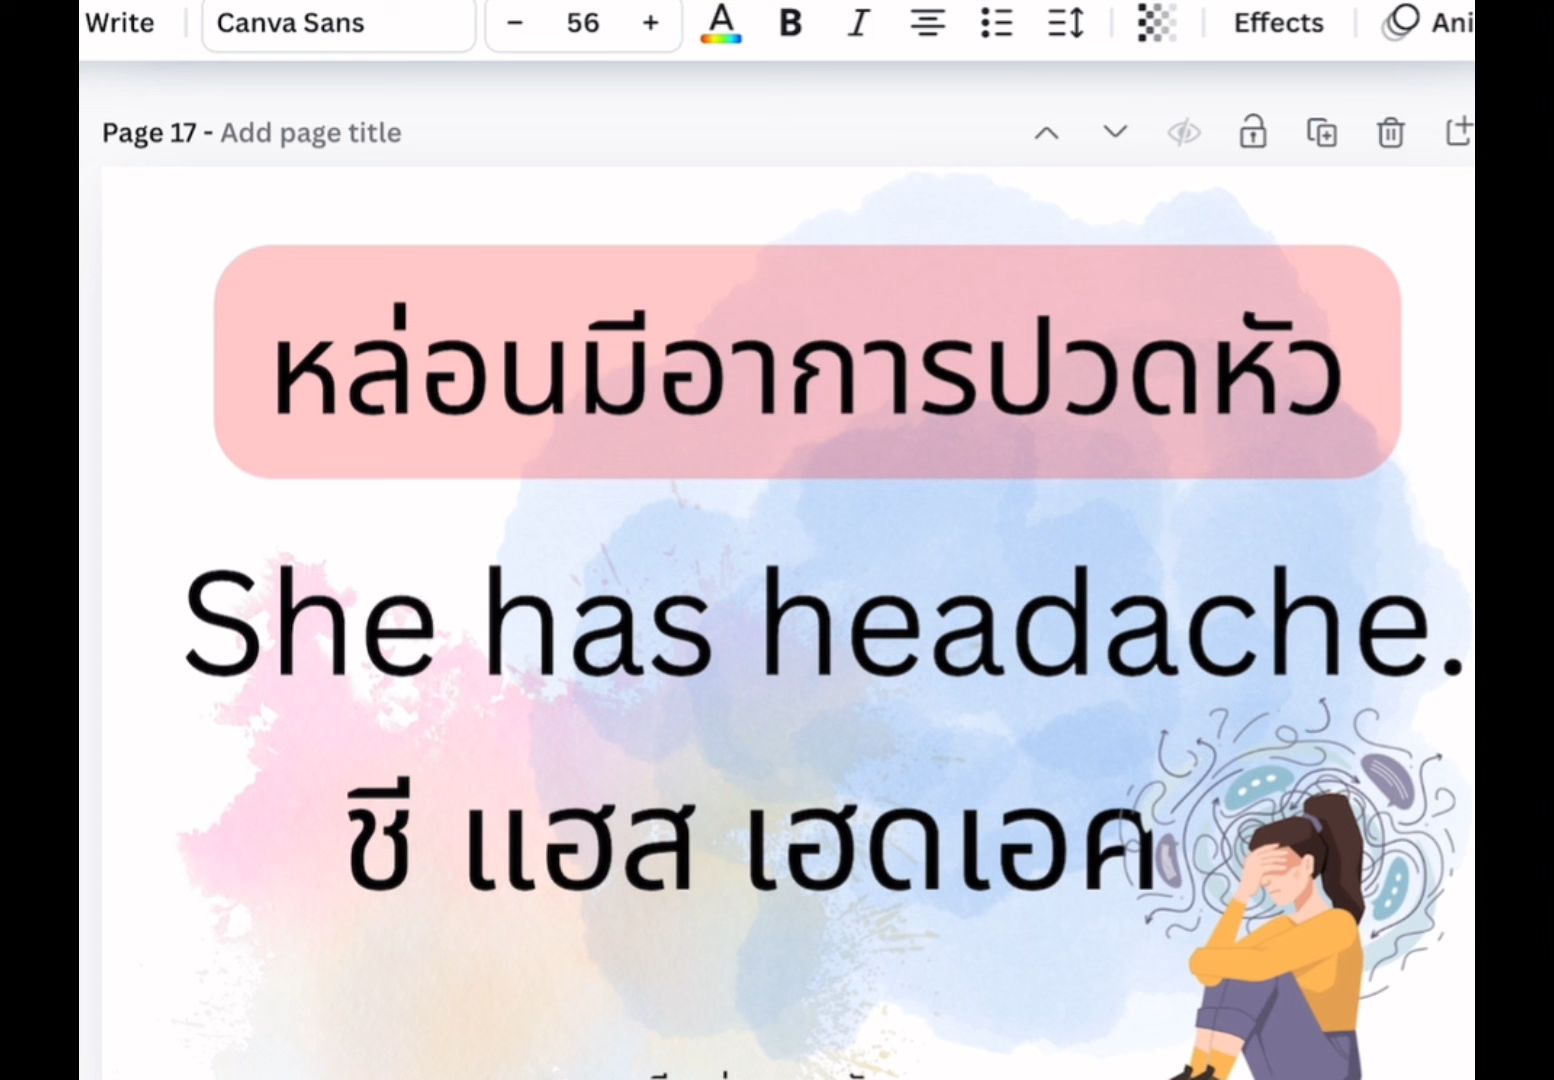 Write Canva Sans – 56 + A B I Effects Ani
Page 17 - Add page title
หล่อนมีอาการปวดหัว
She has headache.
ชี แฮส เฮดเอค